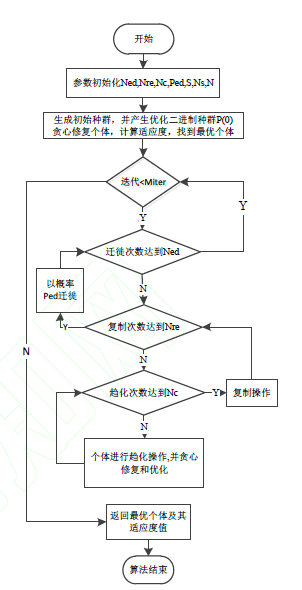 开始
参数初始化Ned,Nre,Nc,Ped,S,Ns,N
生成初始种群，并产生优化二进制种群P(0)
贪心修复个体，计算适应度，找到最优个体
迭代<Miter
Y
Y
迁徙次数达到Ned
以概率
Ped迁徙
N
Y
复制次数达到Nre
N
N
趋化次数达到Nc
Y
复制操作
N
个体进行趋化操作,并贪心
修复和优化
返回最优个体及其
适应度值
算法结束